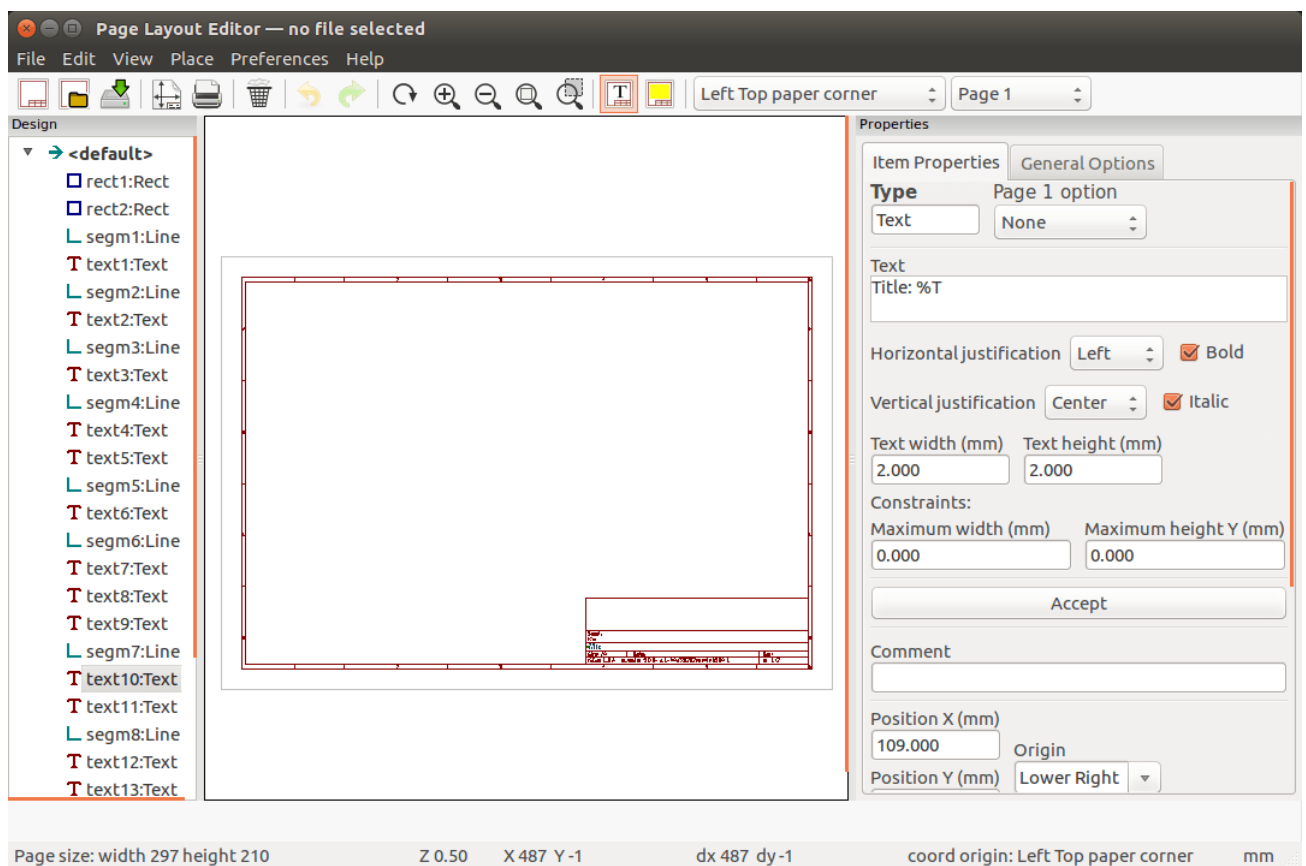 Page Layout Editor — no file selected
File Edit View Place Preferences Help
T Left Top paper corner Page 1
Design
<default>
rect1:Rect
rect2:Rect
segm1:Line
T text1:Text
segm2:Line
T text2:Text
segm3:Line
T text3:Text
segm4:Line
T text4:Text
T text5:Text
segm5:Line
T text6:Text
segm6:Line
T text7:Text
T text8:Text
T text9:Text
segm7:Line
T text10:Text
T text11:Text
segm8:Line
T text12:Text
T text13:Text
Properties
Item Properties General Options
Type Page 1 option
Text None
Text
Title: %T
Horizontal justification Left Bold
Vertical justification Center Italic
Text width (mm) Text height (mm)
2.000 2.000
Constraints:
Maximum width (mm) Maximum height Y (mm)
0.000 0.000
Accept
Comment
Position X (mm)
109.000 Origin
Position Y (mm) Lower Right
Page size: width 297 height 210 Z 0.50 X 487 Y -1 dx 487 dy -1 coord origin: Left Top paper corner mm